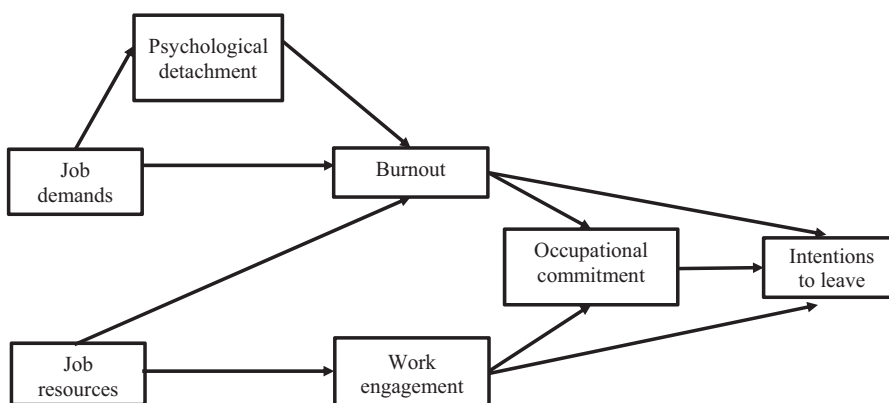 Psychological
detachment
Job
demands
Burnout
Occupational
commitment
Intentions
to leave
Job
resources
Work
engagement